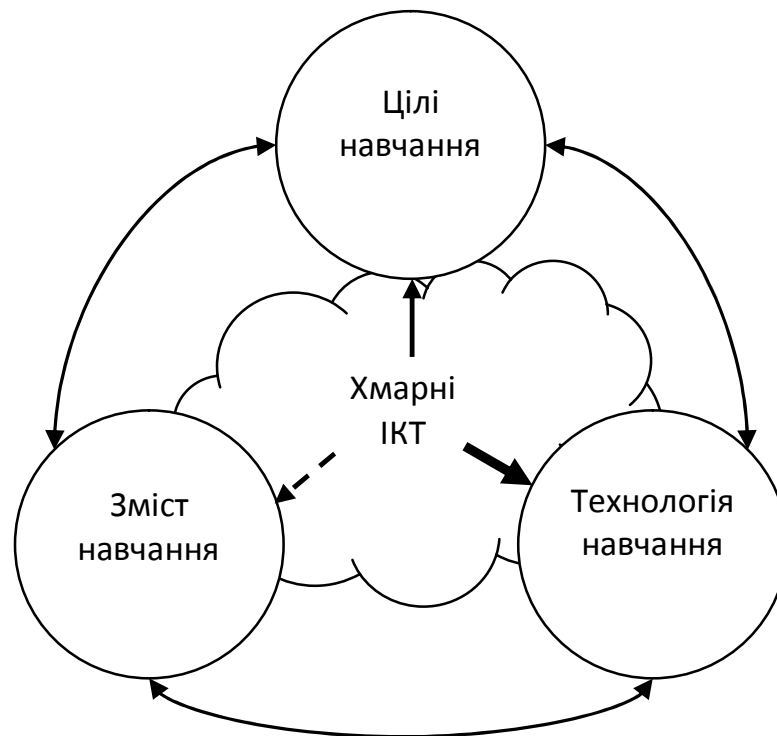 Цілі
навчання
Хмарні
ІКТ
Зміст
навчання
Технологія
навчання